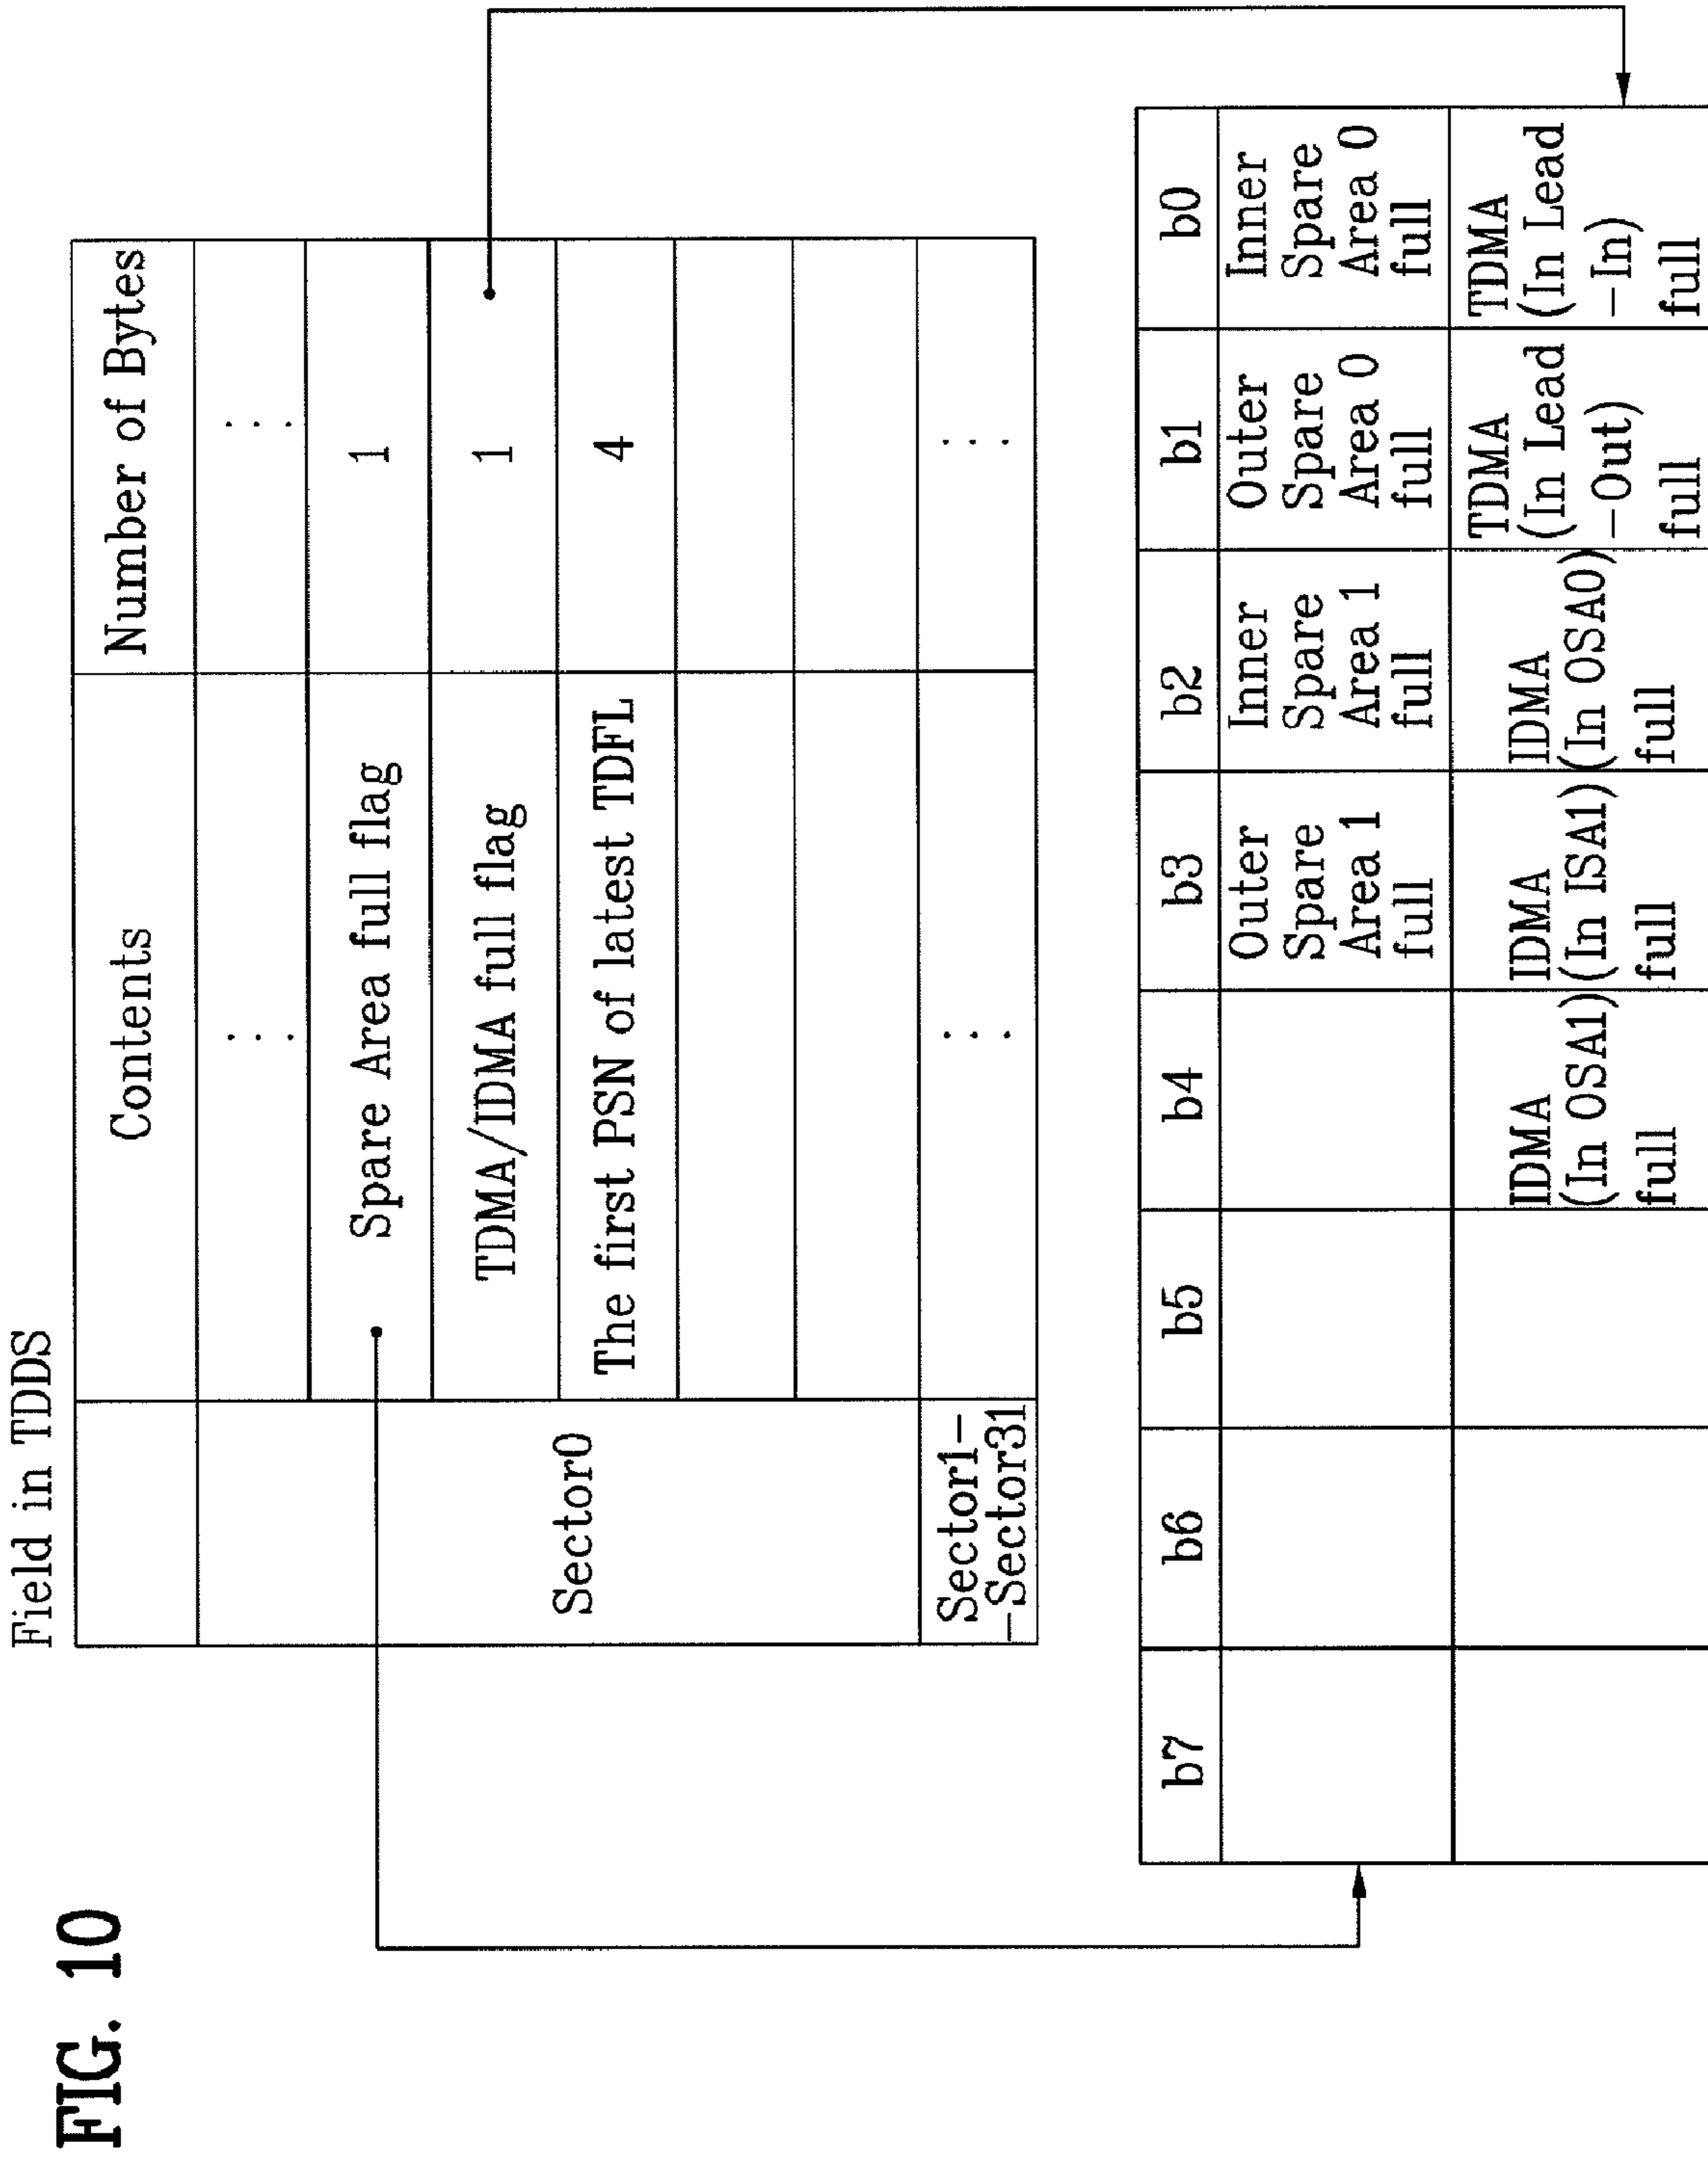 FIG. 10
Field in TDDS
Contents
Number of Bytes
Sector0
. . .
. . .
Spare Area full flag
1
TDMA/IDMA full flag
1
The first PSN of latest TDFL
4
Sector1-
-Sector31
. . .
. . .
b7
b6
b5
b4
b3
b2
b1
b0
Outer
Spare
Area 1
full
Inner
Spare
Area 1
full
Outer
Spare
Area 0
full
Inner
Spare
Area 0
full
IDMA
(In OSA1)
full
IDMA
(In ISA1)
full
IDMA
(In OSA0)
full
TDMA
(In Lead
-Out)
full
TDMA
(In Lead
-In)
full